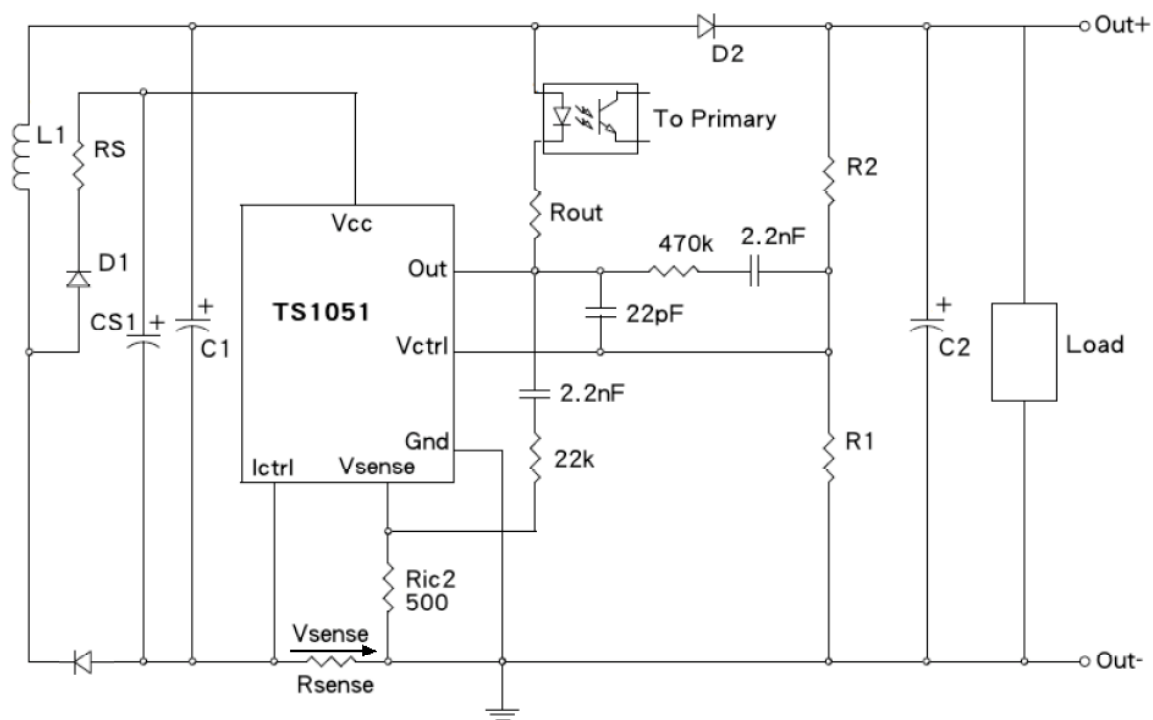 Out+
D2
L1
RS
To Primary
R2
Vcc
Rout
470k
2.2nF
D1
Out
TS1051
CS1
+
+
C1
22pF
+
C2
Load
Vctrl
2.2nF
Gnd
R1
Ictrl
Vsense
22k
Ric2
500
Vsense
Rsense
Out-